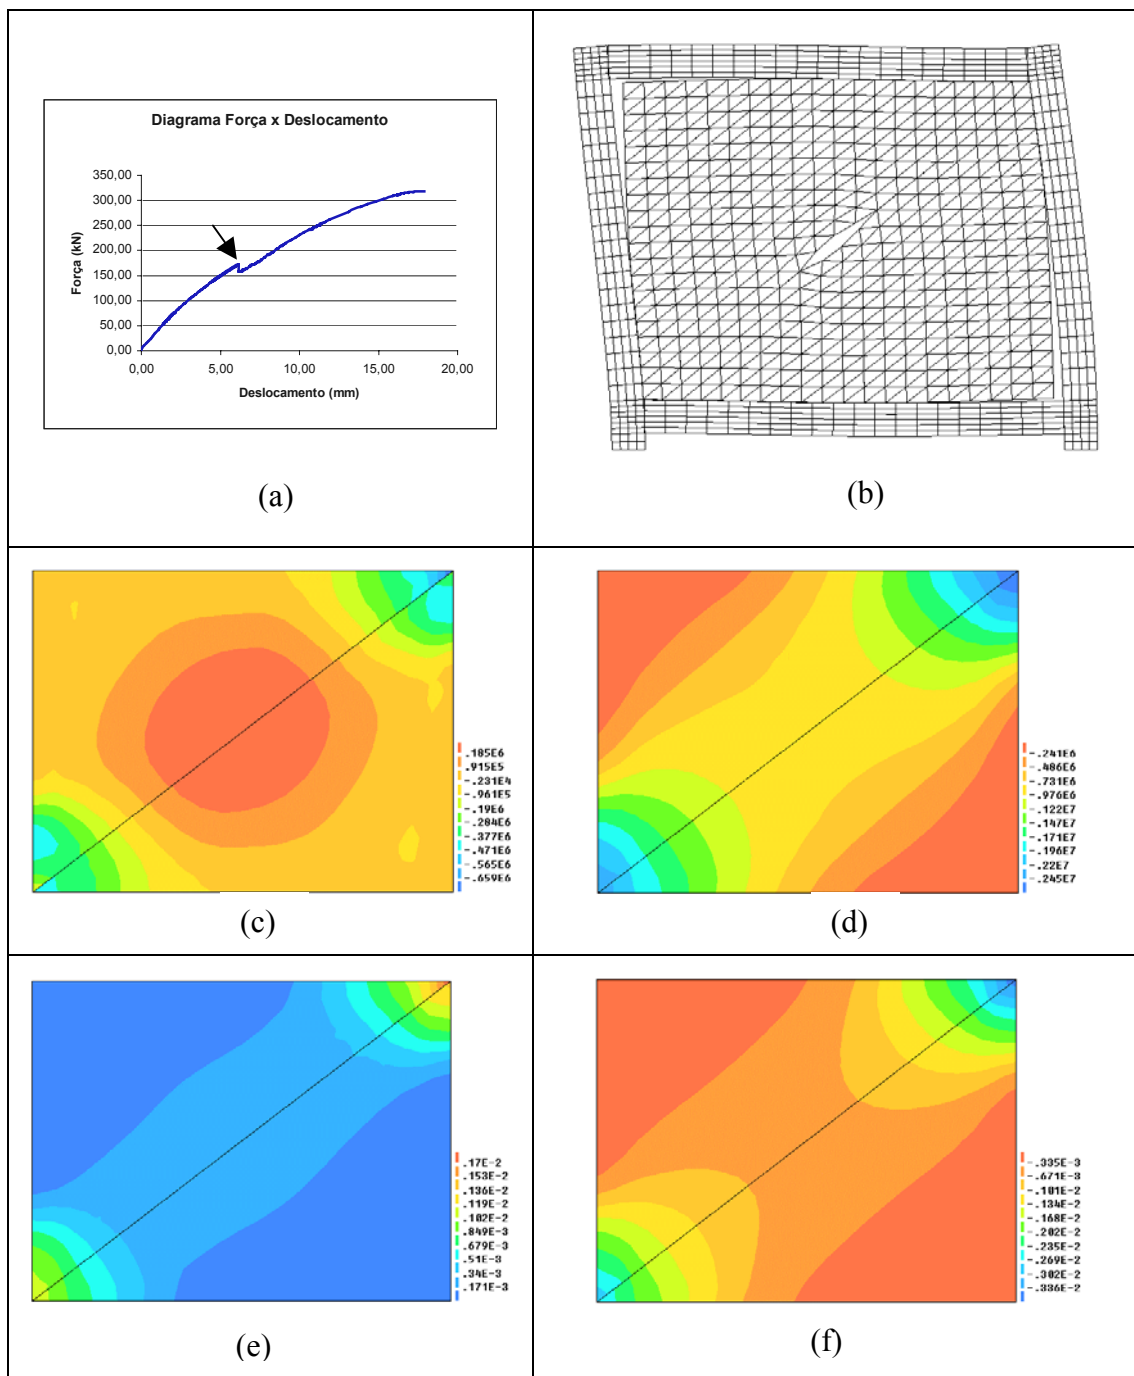 Diagrama Força x Deslocamento
Força (kN)
350,00
300,00
250,00
200,00
150,00
100,00
50,00
0,00
0,00 5,00 10,00 15,00 20,00
Deslocamento (mm)
(a)
(b)
.185E6
.915E5
-.231E4
-.961E5
-.19E6
-.284E6
-.377E6
-.471E6
-.565E6
-.659E6
(c)
-.241E6
-.486E6
-.731E6
-.976E6
-.122E7
-.147E7
-.171E7
-.196E7
-.22E7
-.245E7
(d)
.17E-2
.153E-2
.136E-2
.119E-2
.102E-2
.849E-3
.679E-3
.51E-3
.34E-3
.171E-3
(e)
-.335E-3
-.671E-3
-.101E-2
-.134E-2
-.168E-2
-.202E-2
-.235E-2
-.269E-2
-.302E-2
-.336E-2
(f)